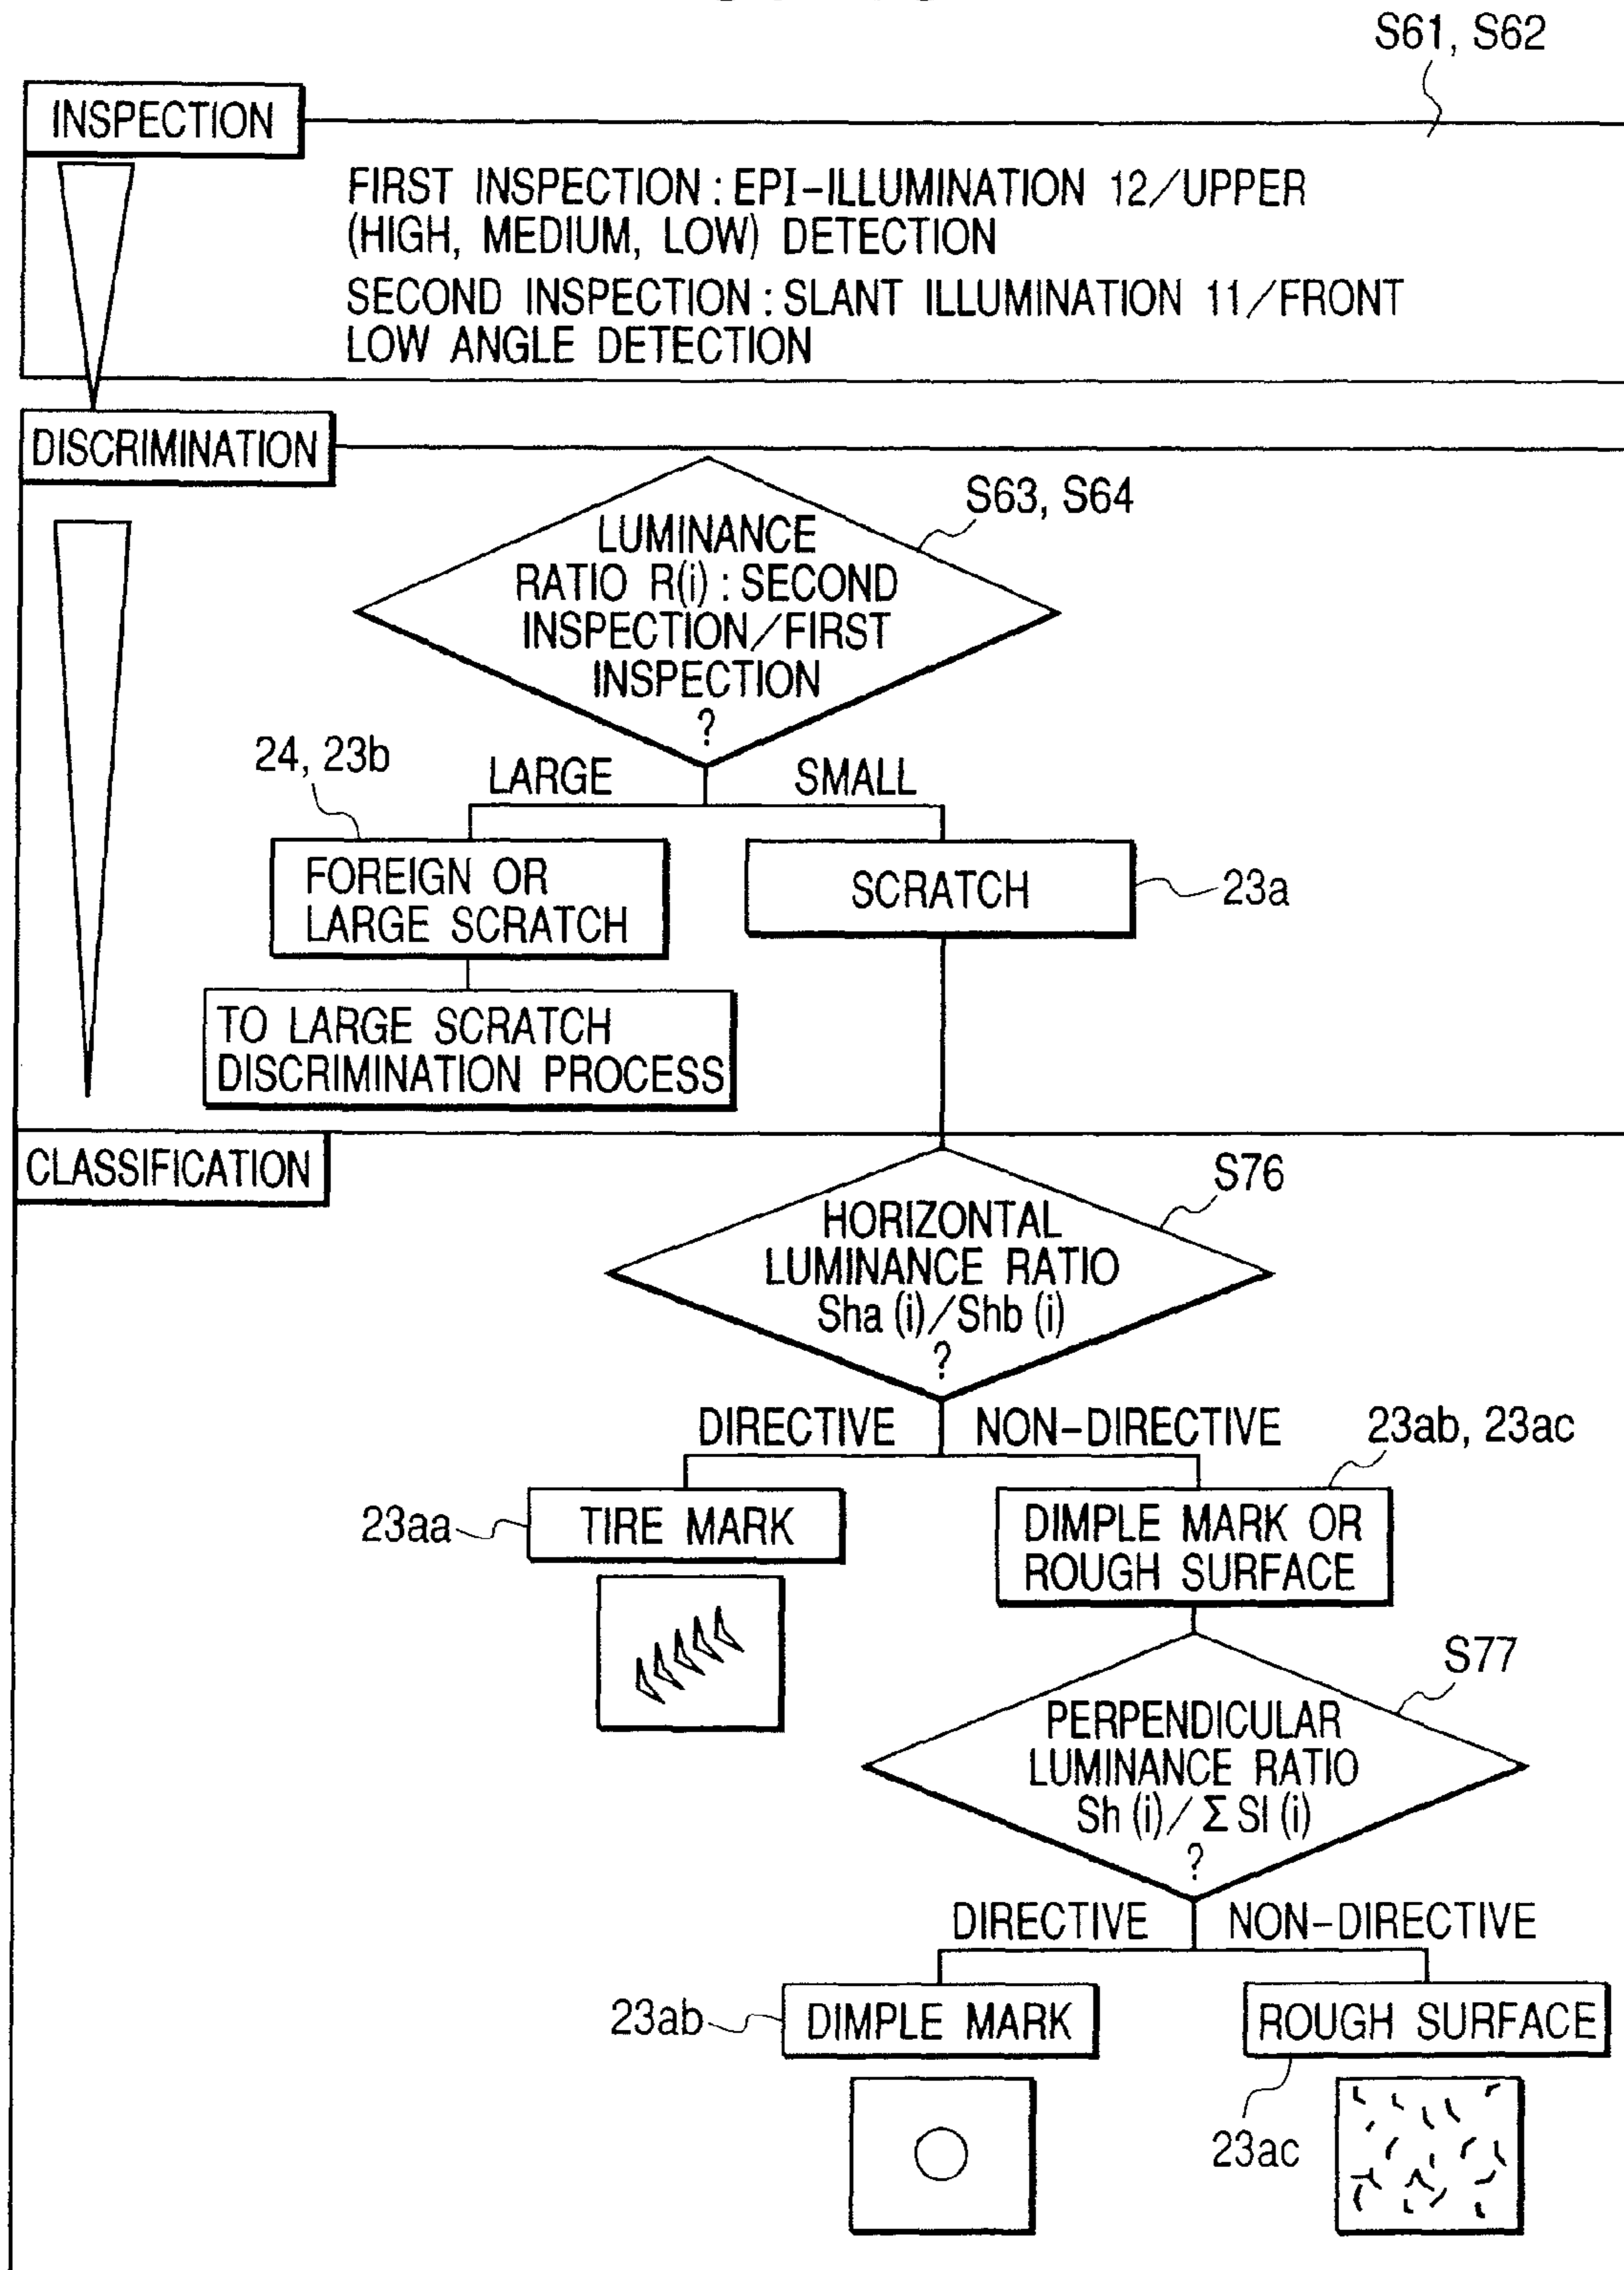 S61, S62
INSPECTION
FIRST INSPECTION : EPI-ILLUMINATION 12/UPPER
(HIGH, MEDIUM, LOW) DETECTION
SECOND INSPECTION : SLANT ILLUMINATION 11/FRONT
LOW ANGLE DETECTION
DISCRIMINATION
S63, S64
LUMINANCE
RATIO R(i) : SECOND
INSPECTION/FIRST
INSPECTION
?
24, 23b
LARGE
SMALL
FOREIGN OR
LARGE SCRATCH
SCRATCH
23a
TO LARGE SCRATCH
DISCRIMINATION PROCESS
CLASSIFICATION
S76
HORIZONTAL
LUMINANCE RATIO
Sha (i)/Shb (i)
?
DIRECTIVE
NON-DIRECTIVE
23ab, 23ac
23aa
TIRE MARK
DIMPLE MARK OR
ROUGH SURFACE
S77
PERPENDICULAR
LUMINANCE RATIO
Sh (i)/Σ Sl (i)
?
DIRECTIVE
NON-DIRECTIVE
23ab
DIMPLE MARK
ROUGH SURFACE
23ac